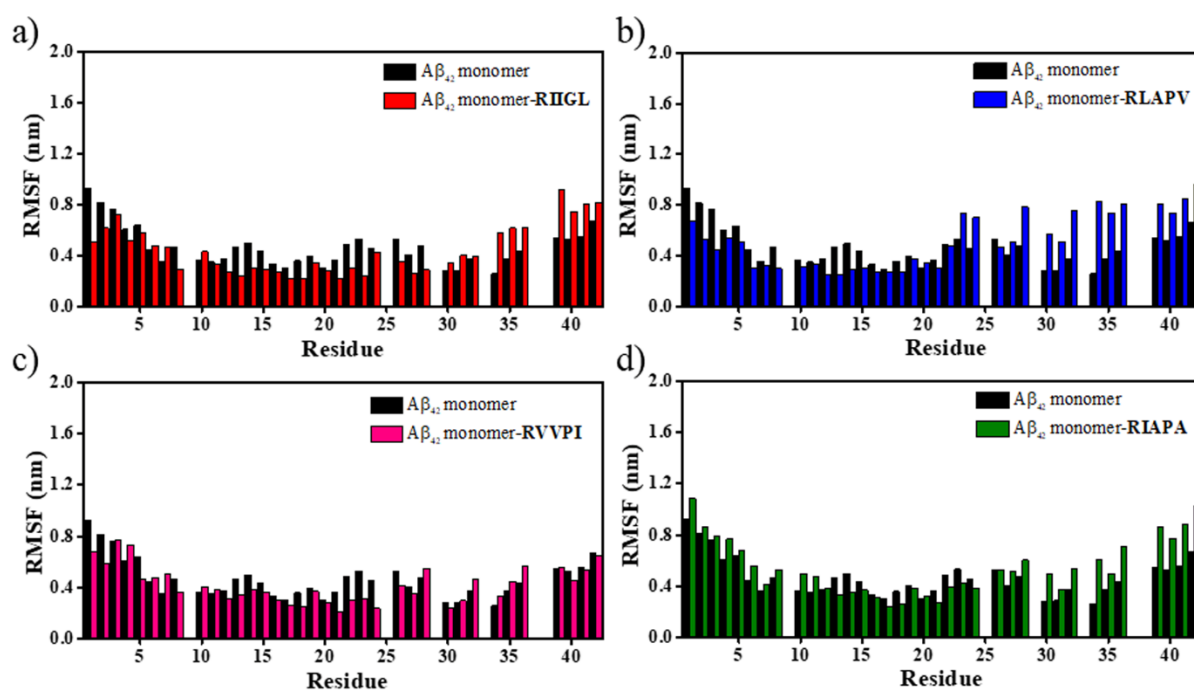 a)
2.0
1.6
1.2
0.8
0.4
0.0
RMSF (nm)
Aβ₄₂ monomer
Aβ₄₂ monomer-RIIGL
5 10 15 20 25 30 35 40
Residue
b)
2.0
1.6
1.2
0.8
0.4
0.0
RMSF (nm)
Aβ₄₂ monomer
Aβ₄₂ monomer-RLAPV
5 10 15 20 25 30 35 40
Residue
c)
2.0
1.6
1.2
0.8
0.4
0.0
RMSF (nm)
Aβ₄₂ monomer
Aβ₄₂ monomer-RVVPI
5 10 15 20 25 30 35 40
Residue
d)
2.0
1.6
1.2
0.8
0.4
0.0
RMSF (nm)
Aβ₄₂ monomer
Aβ₄₂ monomer-RIAPA
5 10 15 20 25 30 35 40
Residue